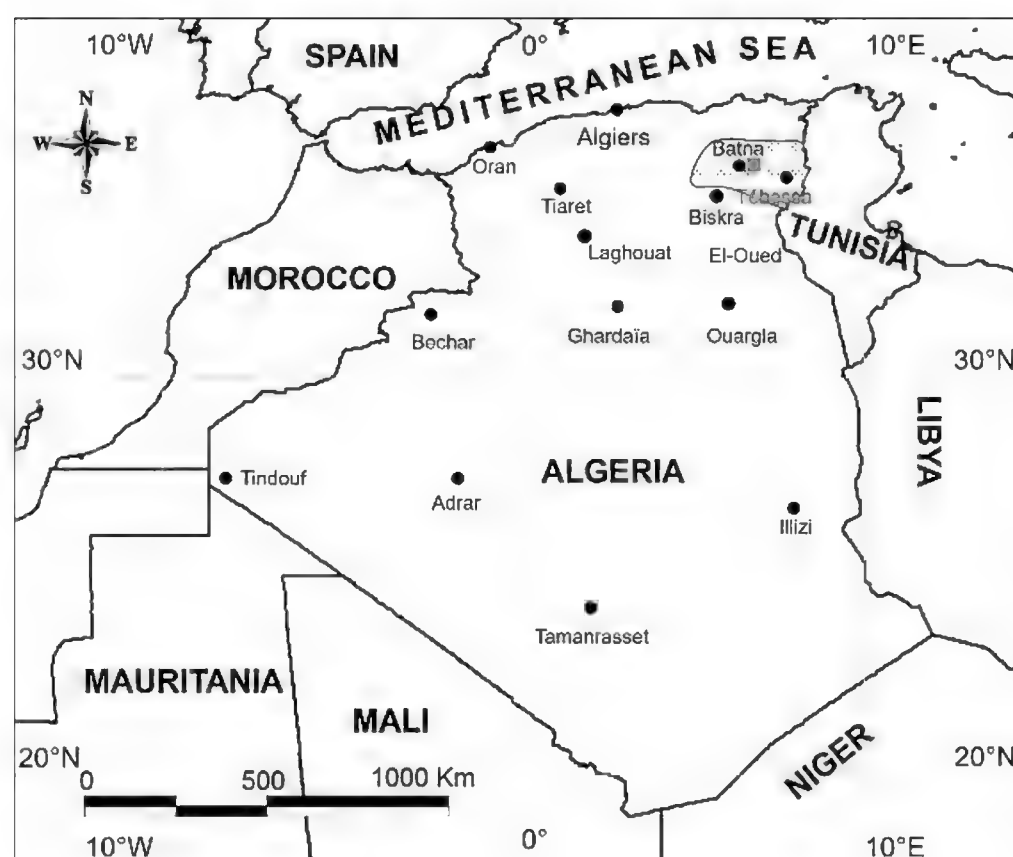 10°W 0° 10°E
SPAIN
MEDITERRANEAN SEA
N
W E
S
Algiers
Oran
Batna
Tébessa
Tiaret
Biskra
TUNISIA
Laghouat
El-Oued
MOROCCO
Bechar
Ghardaïa
Ouargla
30°N 30°N
LIBYA
ALGERIA
Tindouf
Adrar
Illizi
Tamanrasset
MAURITANIA
MALI
NIGER
20°N 20°N
0 500 1000 Km
10°W 0° 10°E